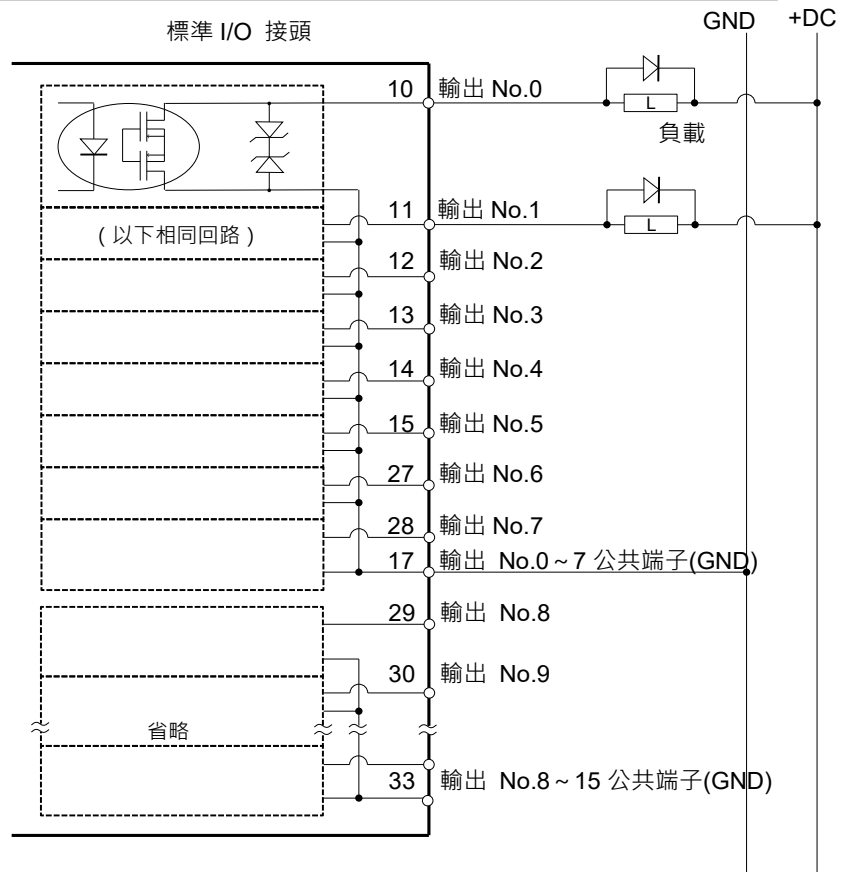 標準 I/O 接頭
GND
+DC
10 輸出 No.0
L
負載
11 輸出 No.1
L
( 以下相同回路 )
12 輸出 No.2
13 輸出 No.3
14 輸出 No.4
15 輸出 No.5
27 輸出 No.6
28 輸出 No.7
17 輸出 No.0～7 公共端子(GND)
29 輸出 No.8
30 輸出 No.9
省略
33 輸出 No.8～15 公共端子(GND)